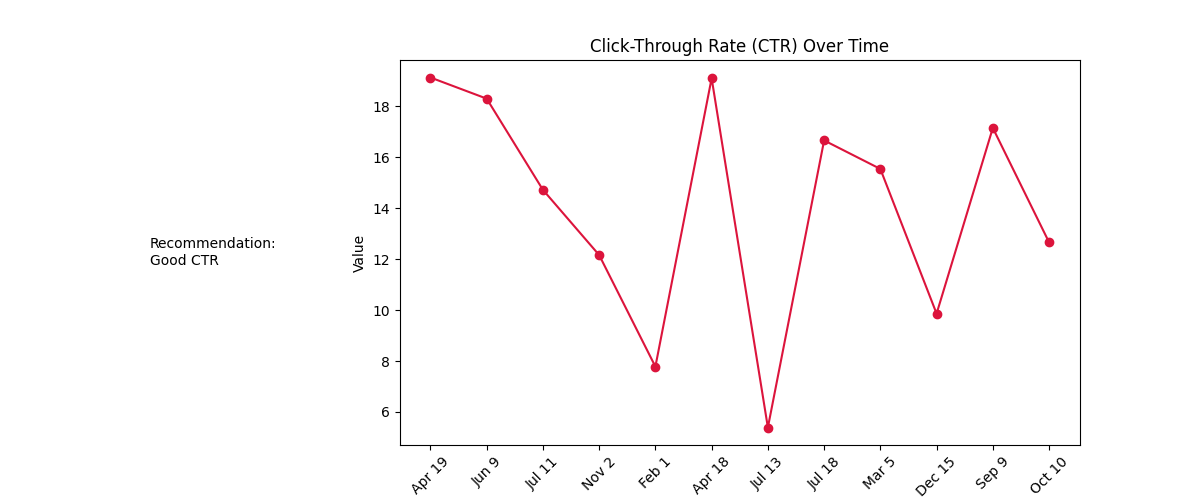 Click-Through Rate (CTR) Over Time
Recommendation:
Good CTR
Value
18
16
14
12
10
8
6
Apr 19
Jun 9
Jul 11
Nov 2
Feb 1
Apr 18
Jul 13
Jul 18
Mar 5
Dec 15
Sep 9
Oct 10